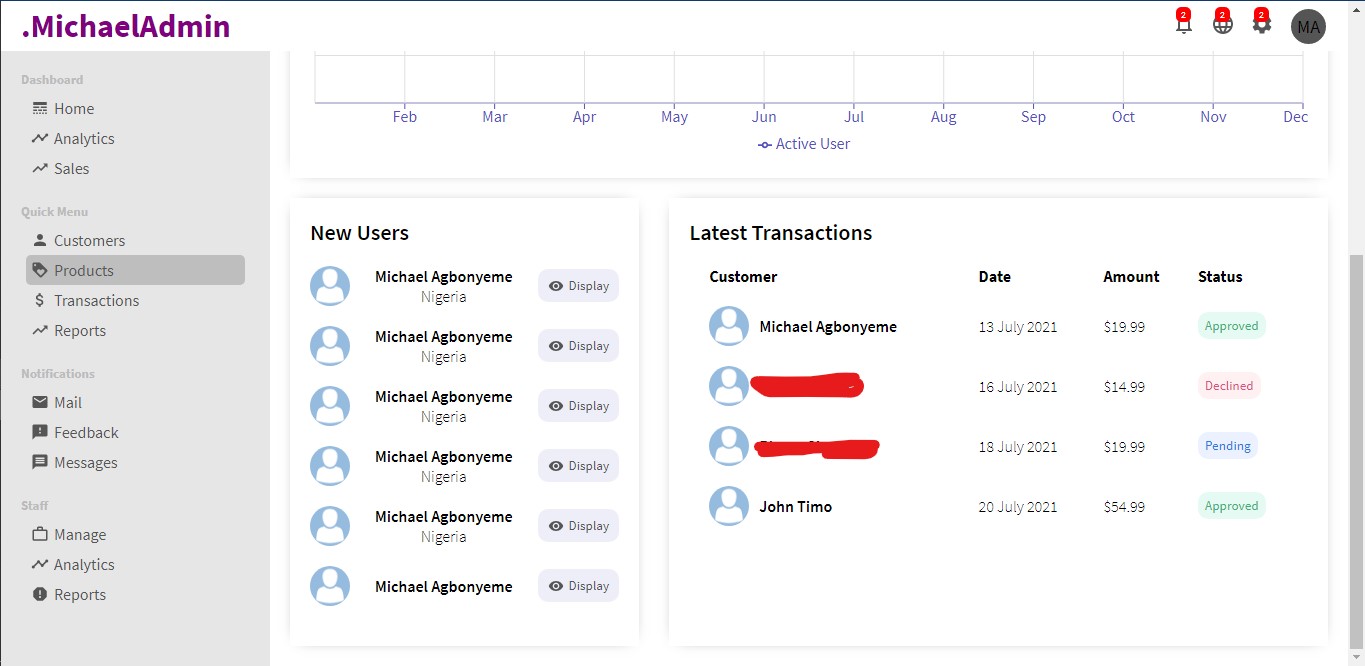 .MichaelAdmin
2 2 2 MA
Dashboard
Home
Analytics
Sales
Quick Menu
Customers
Products
Transactions
Reports
Notifications
Mail
Feedback
Messages
Staff
Manage
Analytics
Reports
Feb Mar Apr May Jun Jul Aug Sep Oct Nov Dec
Active User
New Users
Michael Agbonyeme
Nigeria
Display
Michael Agbonyeme
Nigeria
Display
Michael Agbonyeme
Nigeria
Display
Michael Agbonyeme
Nigeria
Display
Michael Agbonyeme
Nigeria
Display
Michael Agbonyeme
Display
Latest Transactions
Customer Date Amount Status
Michael Agbonyeme 13 July 2021 $19.99 Approved
16 July 2021 $14.99 Declined
18 July 2021 $19.99 Pending
John Timo 20 July 2021 $54.99 Approved